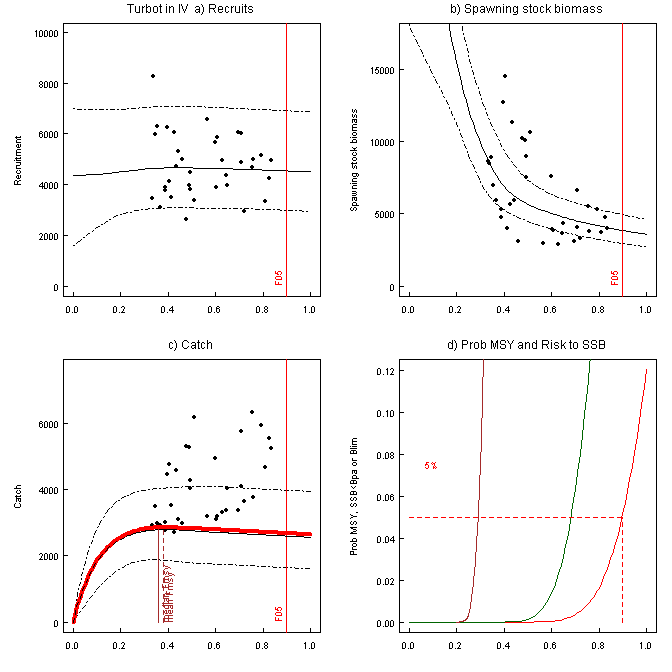 Turbot in IV a) Recruits
Recruitment
10000
8000
6000
4000
2000
0
F05
0.0 0.2 0.4 0.6 0.8 1.0
b) Spawning stock biomass
Spawning stock biomass
15000
10000
5000
0
F05
0.0 0.2 0.4 0.6 0.8 1.0
c) Catch
Catch
6000
4000
2000
0
median Fmsy
mean Fmsy
F05
0.0 0.2 0.4 0.6 0.8 1.0
d) Prob MSY and Risk to SSB
Prob MSY, SSB<Bpa or Blim
0.12
0.10
0.08
0.06
0.04
0.02
0.00
5%
0.0 0.2 0.4 0.6 0.8 1.0